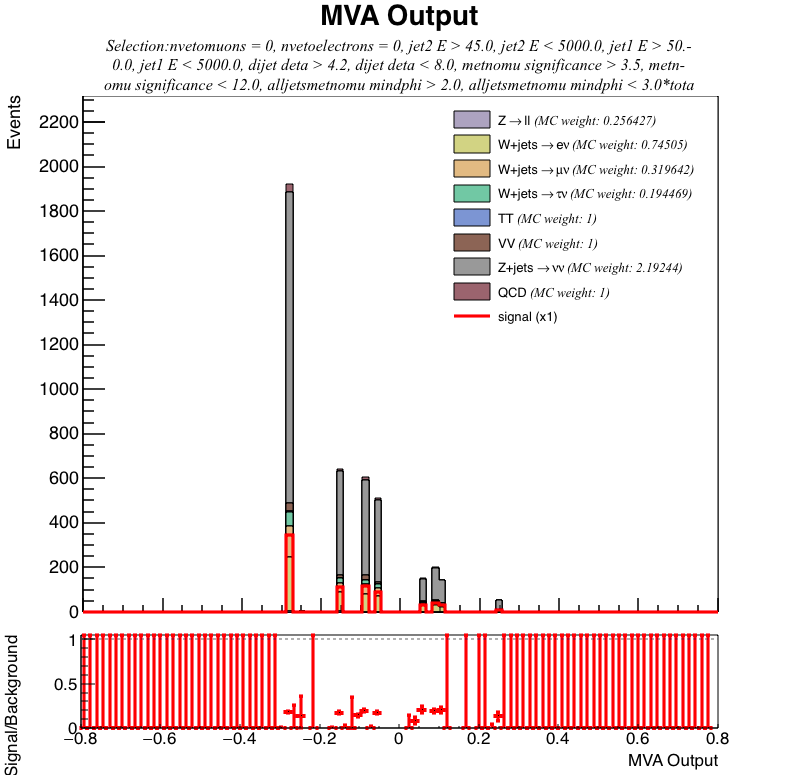 MVA Output
Selection:nvetomuons = 0, nvetoelectrons = 0, jet2 E > 45.0, jet2 E < 5000.0, jet1 E > 50.-
0.0, jet1 E < 5000.0, dijet deta > 4.2, dijet deta < 8.0, metnomu significance > 3.5, metn-
omu significance < 12.0, alljetsmetnomu mindphi > 2.0, alljetsmetnomu mindphi < 3.0*tota
Events
2200
2000
1800
1600
1400
1200
1000
800
600
400
200
0
Z→ll (MC weight: 0.256427)
W+jets→eν (MC weight: 0.74505)
W+jets→μν (MC weight: 0.319642)
W+jets→τν (MC weight: 0.194469)
TT (MC weight: 1)
VV (MC weight: 1)
Z+jets→νν (MC weight: 2.19244)
QCD (MC weight: 1)
signal (x1)
Signal/Background
1
0.5
0
−0.8 −0.6 −0.4 −0.2 0 0.2 0.4 0.6 0.8
MVA Output